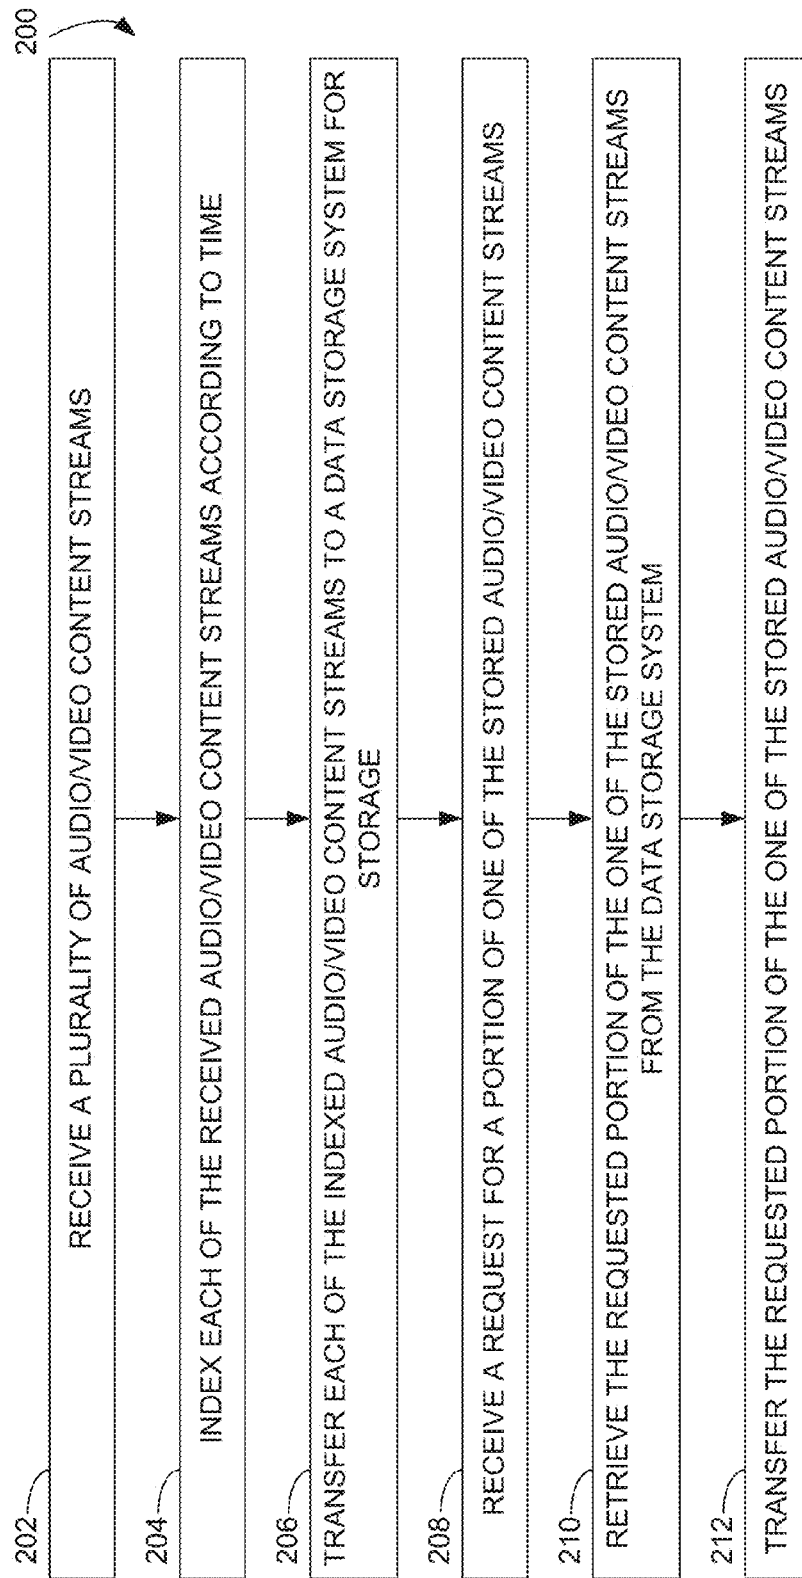 200
202
RECEIVE A PLURALITY OF AUDIO/VIDEO CONTENT STREAMS
204
INDEX EACH OF THE RECEIVED AUDIO/VIDEO CONTENT STREAMS ACCORDING TO TIME
206
TRANSFER EACH OF THE INDEXED AUDIO/VIDEO CONTENT STREAMS TO A DATA STORAGE SYSTEM FOR
STORAGE
208
RECEIVE A REQUEST FOR A PORTION OF ONE OF THE STORED AUDIO/VIDEO CONTENT STREAMS
210
RETRIEVE THE REQUESTED PORTION OF THE ONE OF THE STORED AUDIO/VIDEO CONTENT STREAMS
FROM THE DATA STORAGE SYSTEM
212
TRANSFER THE REQUESTED PORTION OF THE ONE OF THE STORED AUDIO/VIDEO CONTENT STREAMS